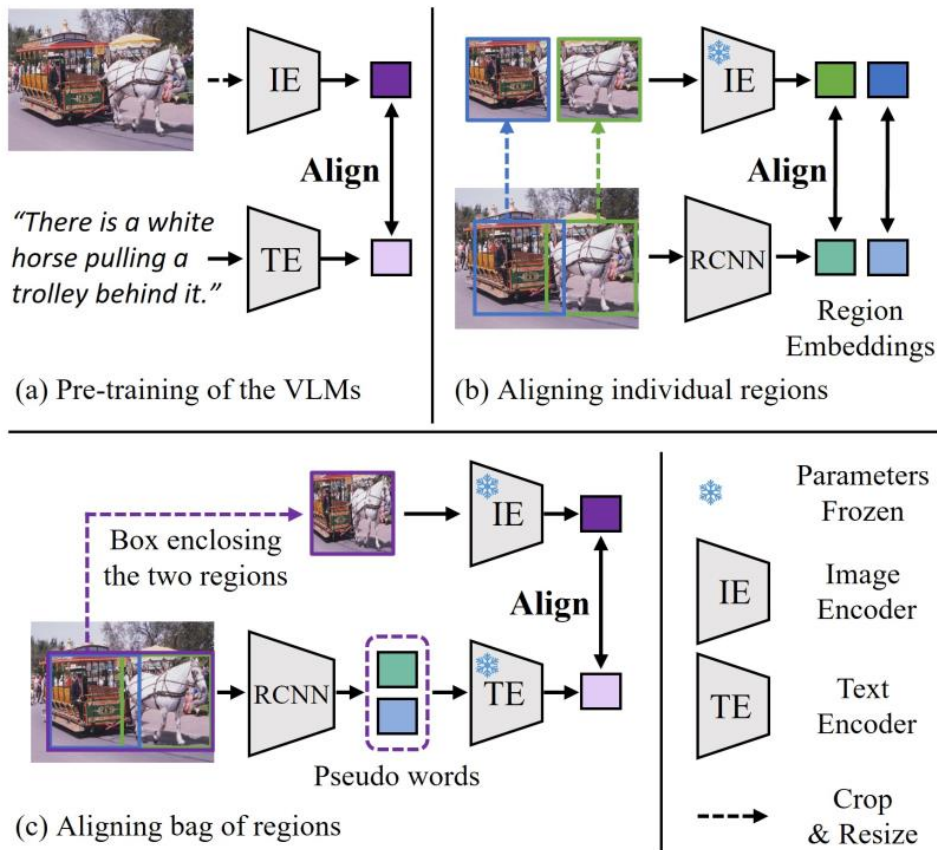 IE
Align
“There is a white
horse pulling a
trolley behind it.”
TE
(a) Pre-training of the VLMs
IE
Align
RCNN
Region
Embeddings
(b) Aligning individual regions
Box enclosing
the two regions
IE
Align
RCNN
TE
Pseudo words
(c) Aligning bag of regions
Parameters
Frozen
IE
Image
Encoder
TE
Text
Encoder
Crop
& Resize